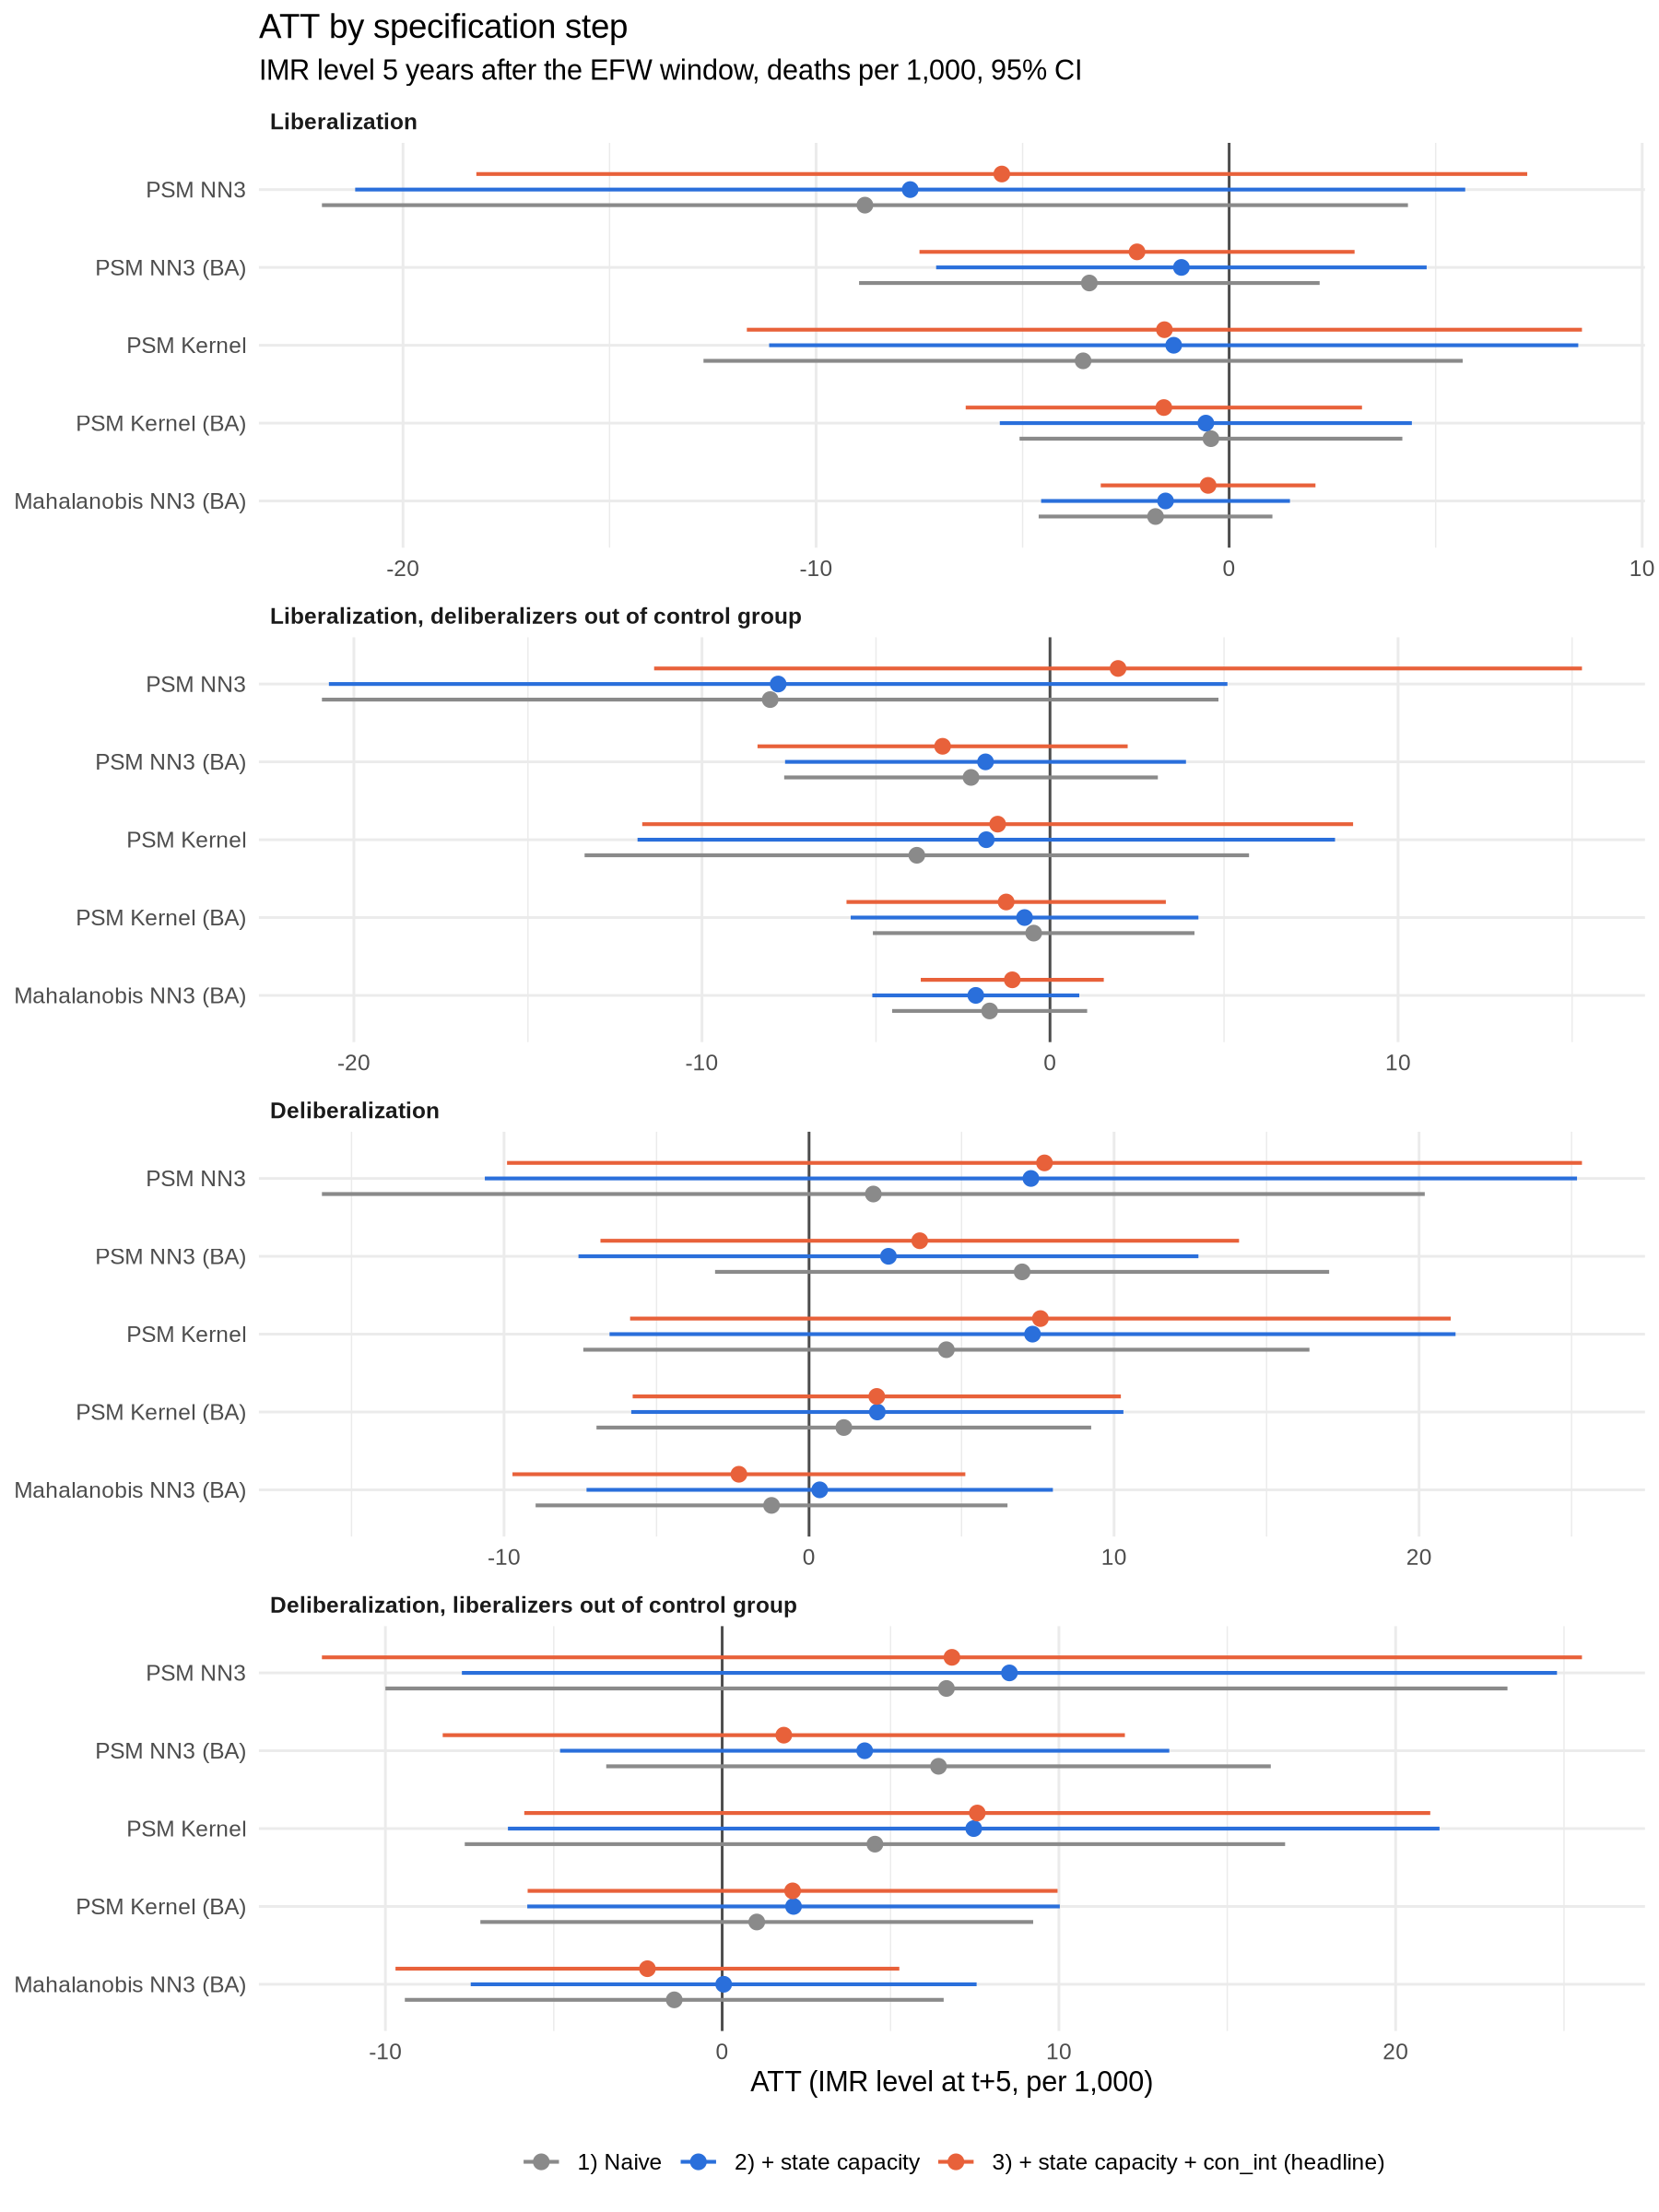 ATT by specification step
IMR level 5 years after the EFW window, deaths per 1,000, 95% CI
Liberalization
PSM NN3
PSM NN3 (BA)
PSM Kernel
PSM Kernel (BA)
Mahalanobis NN3 (BA)
-20 -10 0 10
Liberalization, deliberalizers out of control group
PSM NN3
PSM NN3 (BA)
PSM Kernel
PSM Kernel (BA)
Mahalanobis NN3 (BA)
-20 -10 0 10
Deliberalization
PSM NN3
PSM NN3 (BA)
PSM Kernel
PSM Kernel (BA)
Mahalanobis NN3 (BA)
-10 0 10 20
Deliberalization, liberalizers out of control group
PSM NN3
PSM NN3 (BA)
PSM Kernel
PSM Kernel (BA)
Mahalanobis NN3 (BA)
-10 0 10 20
ATT (IMR level at t+5, per 1,000)
1) Naive 2) + state capacity 3) + state capacity + con_int (headline)